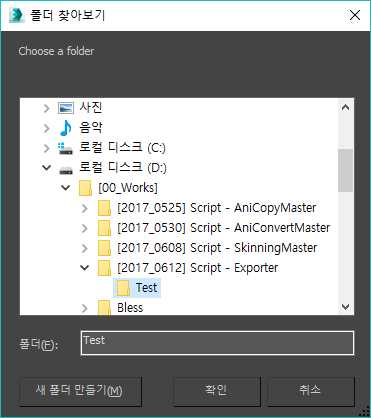 폴더 찾아보기
Choose a folder
사진
음악
로컬 디스크 (C:)
로컬 디스크 (D:)
[00_Works]
[2017_0525] Script - AniCopyMaster
[2017_0530] Script - AniConvertMaster
[2017_0608] Script - SkinningMaster
[2017_0612] Script - Exporter
Test
Bless
폴더(F): Test
새 폴더 만들기(M) 확인 취소